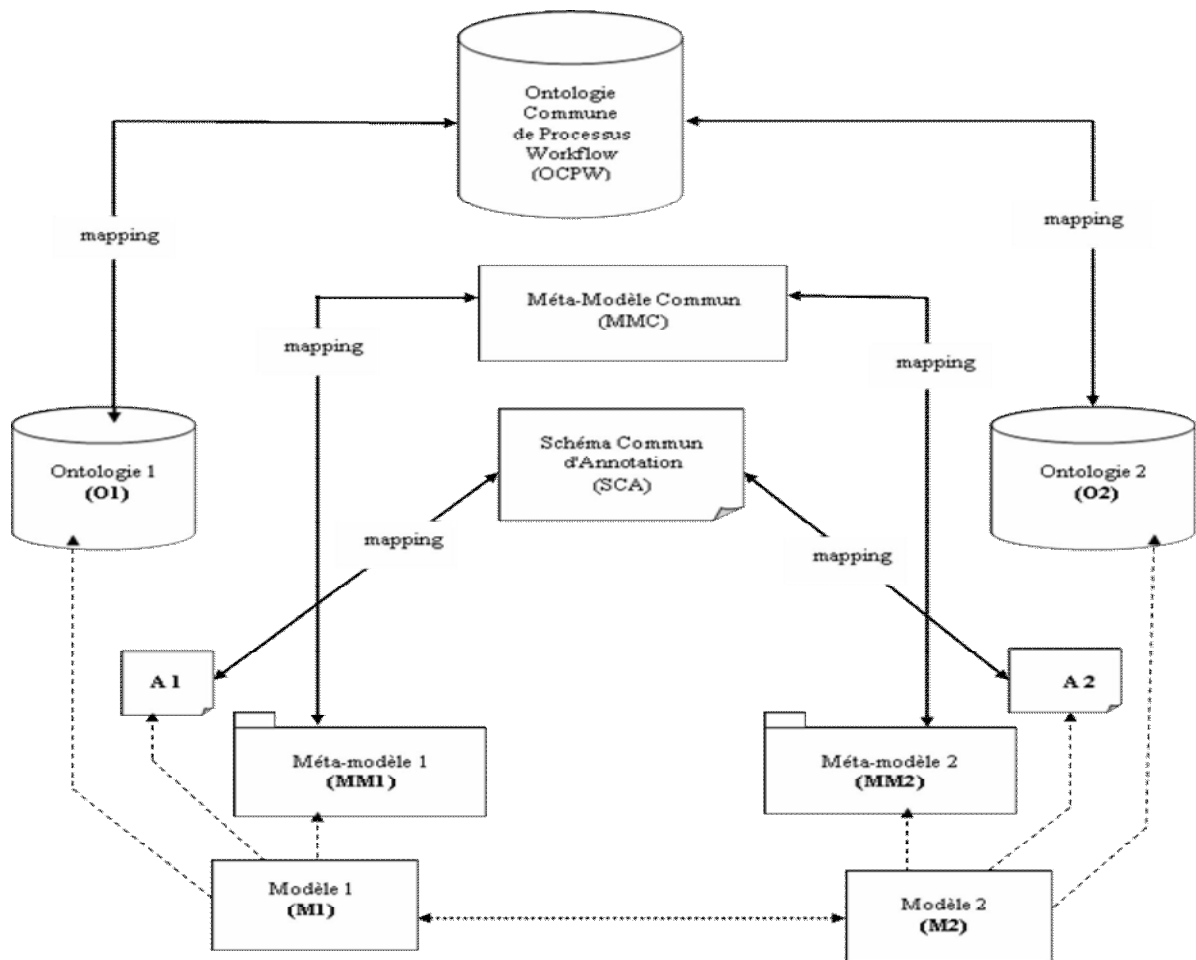 Ontologie
Commune
de Processus
Workflow
(OCPW)
mapping
mapping
Méta-Modèle Commun
(MMC)
mapping
mapping
Schéma Commun
d'Annotation
(SCA)
Ontologie 1
(O1)
Ontologie 2
(O2)
mapping
mapping
A 1
A 2
Méta-modèle 1
(MM1)
Méta-modèle 2
(MM2)
Modèle 1
(M1)
Modèle 2
(M2)